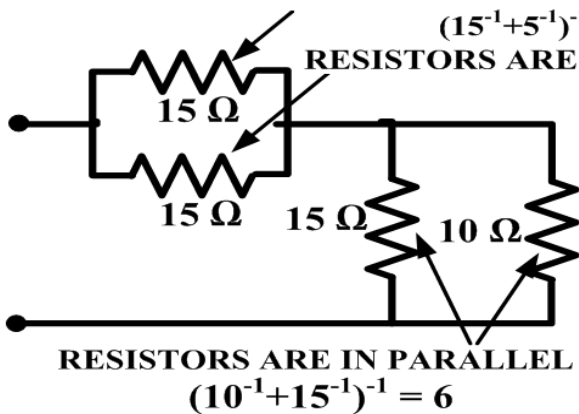 (15⁻¹+5⁻¹)⁻
RESISTORS ARE
15 Ω
15 Ω
15 Ω
10 Ω
RESISTORS ARE IN PARALLEL
(10⁻¹+15⁻¹)⁻¹ = 6